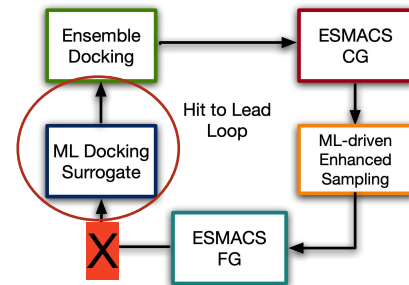 Ensemble
Docking
ESMACS
CG
Hit to Lead
Loop
ML Docking
Surrogate
ML-driven
Enhanced
Sampling
X
ESMACS
FG